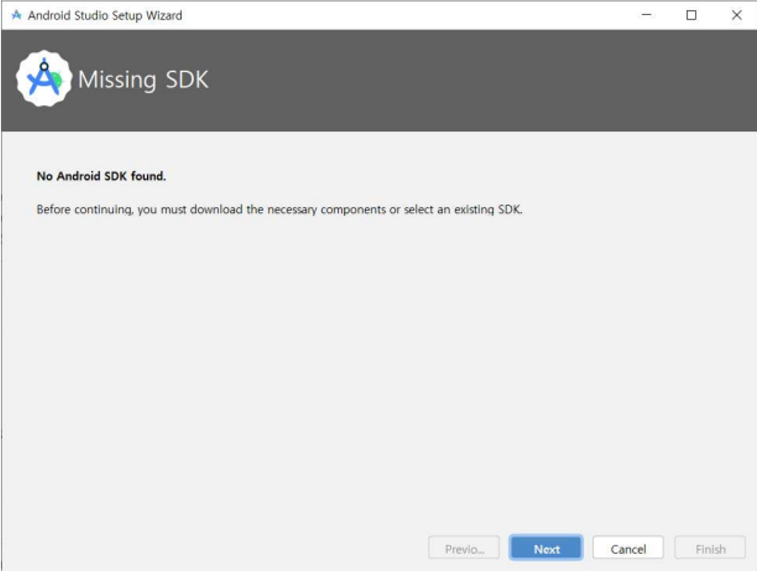 Android Studio Setup Wizard
Missing SDK
No Android SDK found.
Before continuing, you must download the necessary components or select an existing SDK.
Previo...
Next
Cancel
Finish